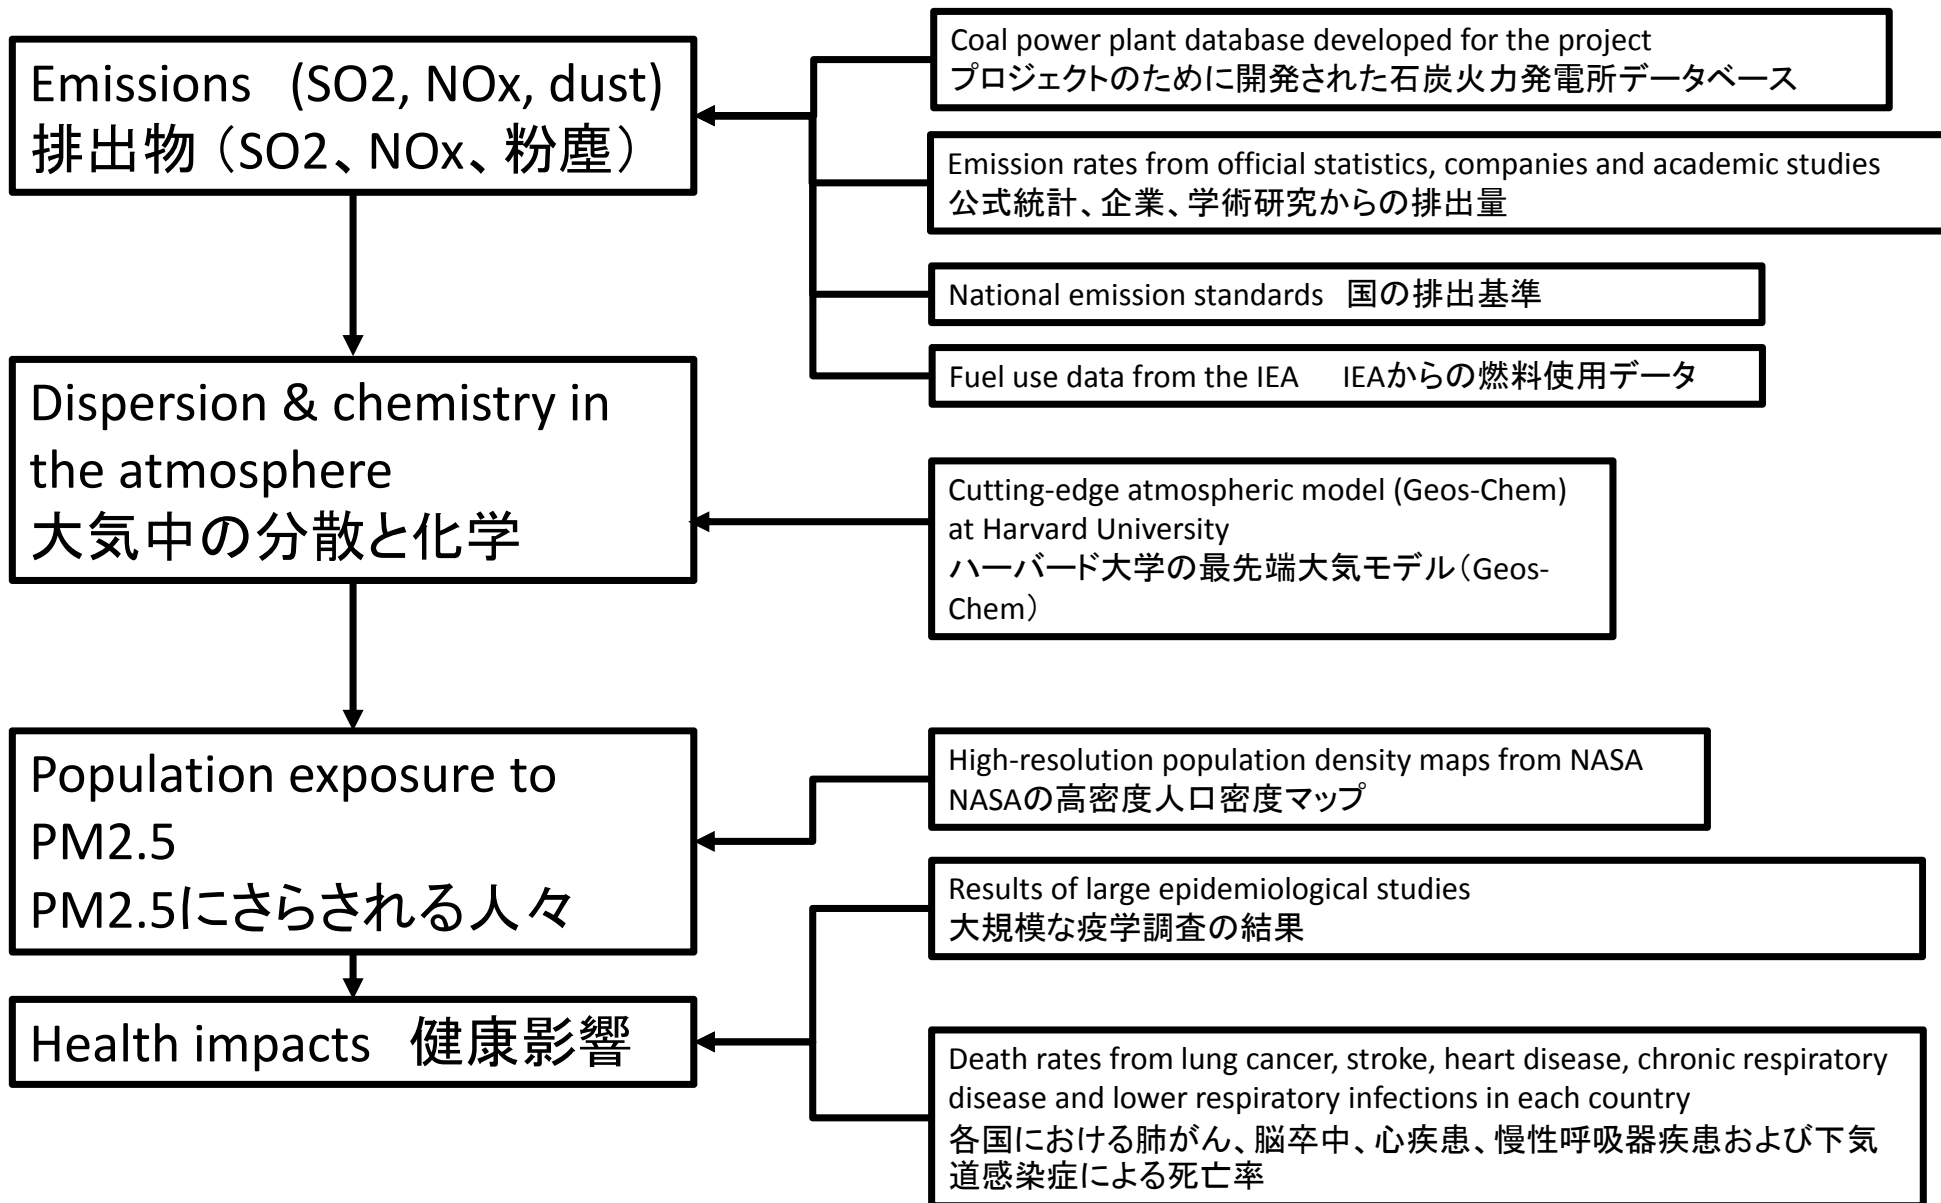 Emissions (SO2, NOx, dust)
排出物（SO2、NOx、粉塵）
Coal power plant database developed for the project
プロジェクトのために開発された石炭火力発電所データベース
Emission rates from official statistics, companies and academic studies
公式統計、企業、学術研究からの排出量
National emission standards 国の排出基準
Fuel use data from the IEA IEAからの燃料使用データ
Dispersion & chemistry in
the atmosphere
大気中の分散と化学
Cutting-edge atmospheric model (Geos-Chem)
at Harvard University
ハーバード大学の最先端大気モデル（Geos-
Chem）
Population exposure to
PM2.5
PM2.5にさらされる人々
High-resolution population density maps from NASA
NASAの高密度人口密度マップ
Health impacts 健康影響
Results of large epidemiological studies
大規模な疫学調査の結果
Death rates from lung cancer, stroke, heart disease, chronic respiratory
disease and lower respiratory infections in each country
各国における肺がん、脳卒中、心疾患、慢性呼吸器疾患および下気
道感染症による死亡率